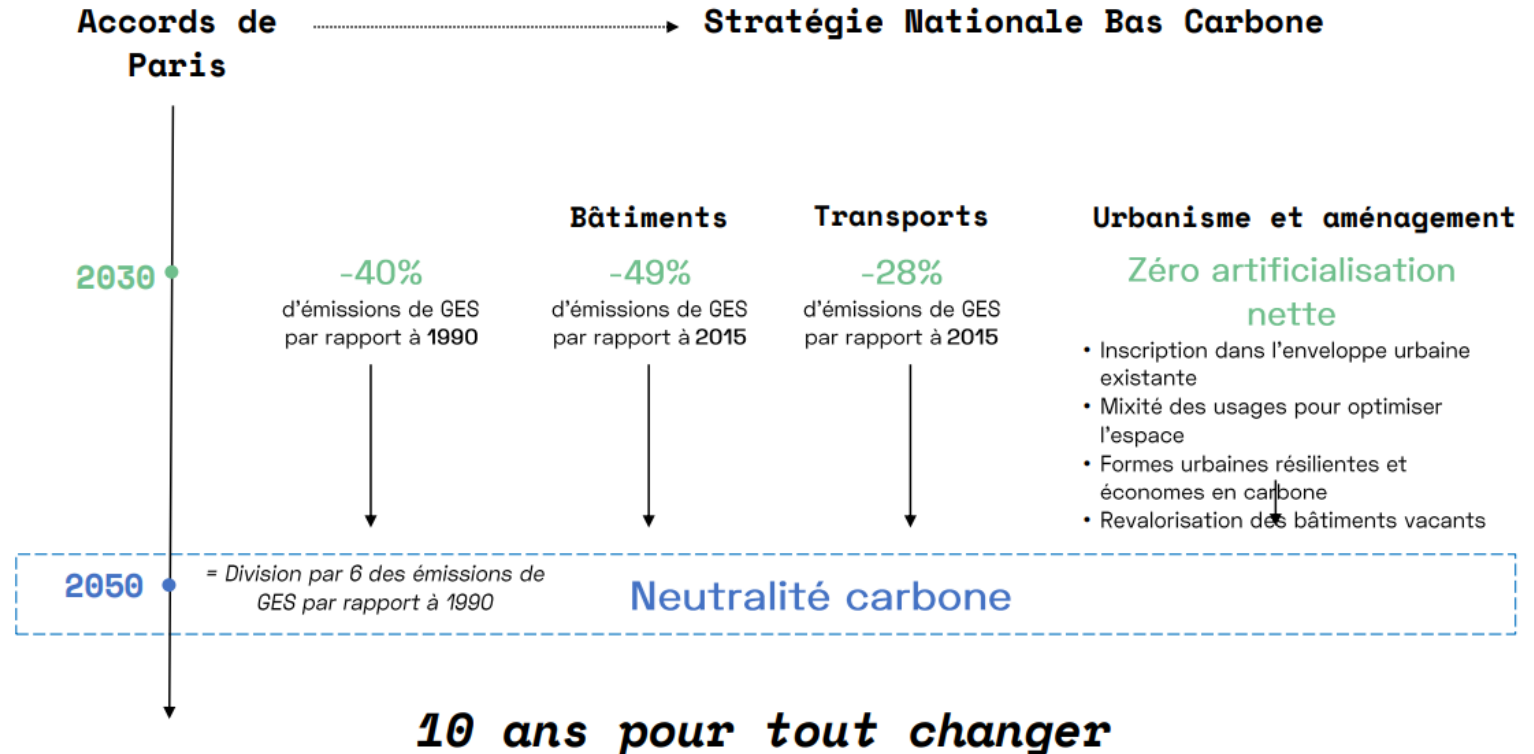 Accords de
Paris
Stratégie Nationale Bas Carbone
Bâtiments
Transports
Urbanisme et aménagement
2030
-40%
d'émissions de GES
par rapport à 1990
-49%
d'émissions de GES
par rapport à 2015
-28%
d'émissions de GES
par rapport à 2015
Zéro artificialisation
nette
• Inscription dans l'enveloppe urbaine
existante
• Mixité des usages pour optimiser
l'espace
• Formes urbaines résilientes et
économes en carbone
• Revalorisation des bâtiments vacants
2050
= Division par 6 des émissions de
GES par rapport à 1990
Neutralité carbone
10 ans pour tout changer